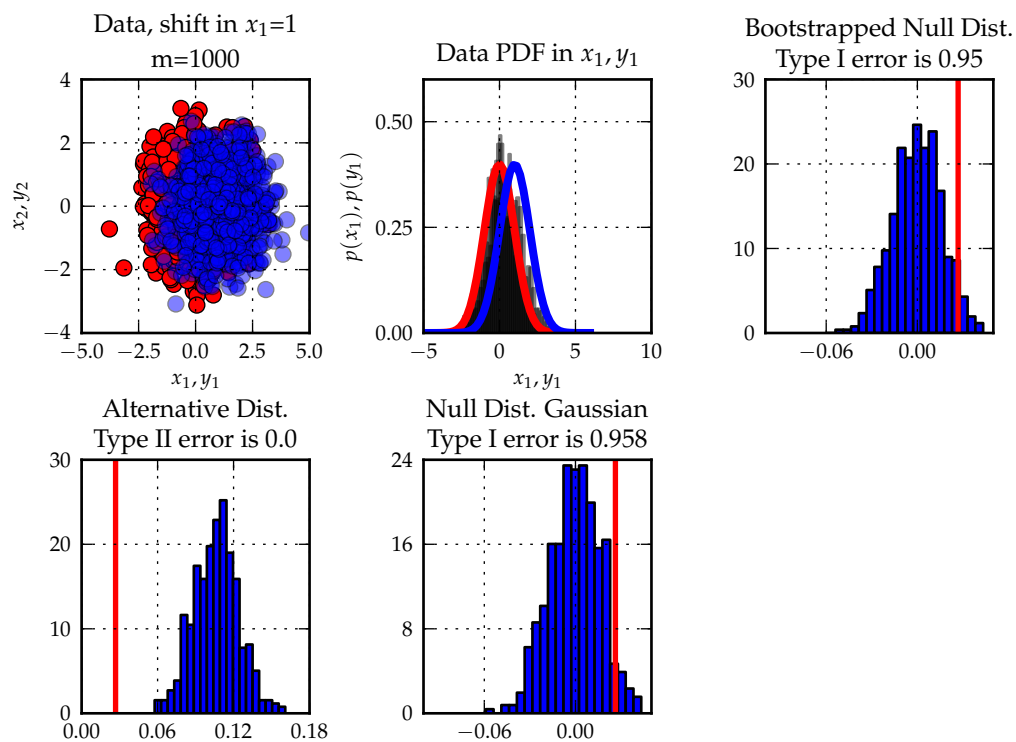 Data, shift in x₁=1
m=1000
4
2
0
−2
−4
x₂, y₂
−5.0 −2.5 0.0 2.5 5.0
x₁, y₁
Data PDF in x₁, y₁
0.50
0.25
0.00
p(x₁), p(y₁)
−5 0 5 10
x₁, y₁
Bootstrapped Null Dist.
Type I error is 0.95
30
20
10
0
−0.06 0.00
Alternative Dist.
Type II error is 0.0
30
20
10
0
0.00 0.06 0.12 0.18
Null Dist. Gaussian
Type I error is 0.958
24
16
8
0
−0.06 0.00